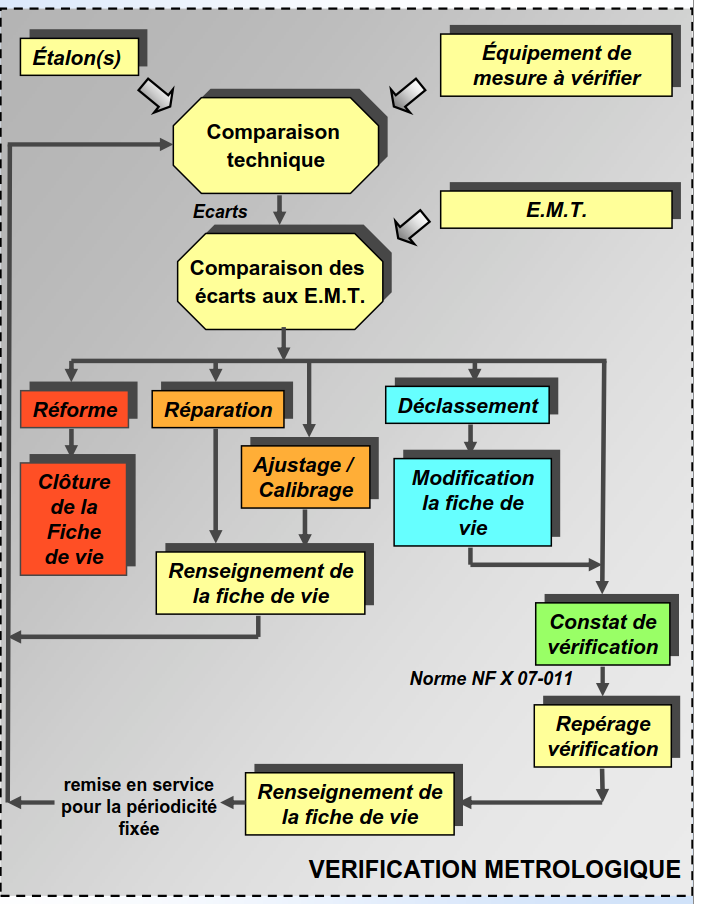 Étalon(s)
Équipement de
mesure à vérifier
Comparaison
technique
Ecarts
E.M.T.
Comparaison des
écarts aux E.M.T.
Réforme
Réparation
Déclassement
Ajustage /
Calibrage
Clôture
de la
Fiche
de vie
Modification
la fiche de
vie
Renseignement de
la fiche de vie
Constat de
vérification
Norme NF X 07-011
Repérage
vérification
Renseignement de
la fiche de vie
remise en service
pour la périodicité
fixée
VERIFICATION METROLOGIQUE